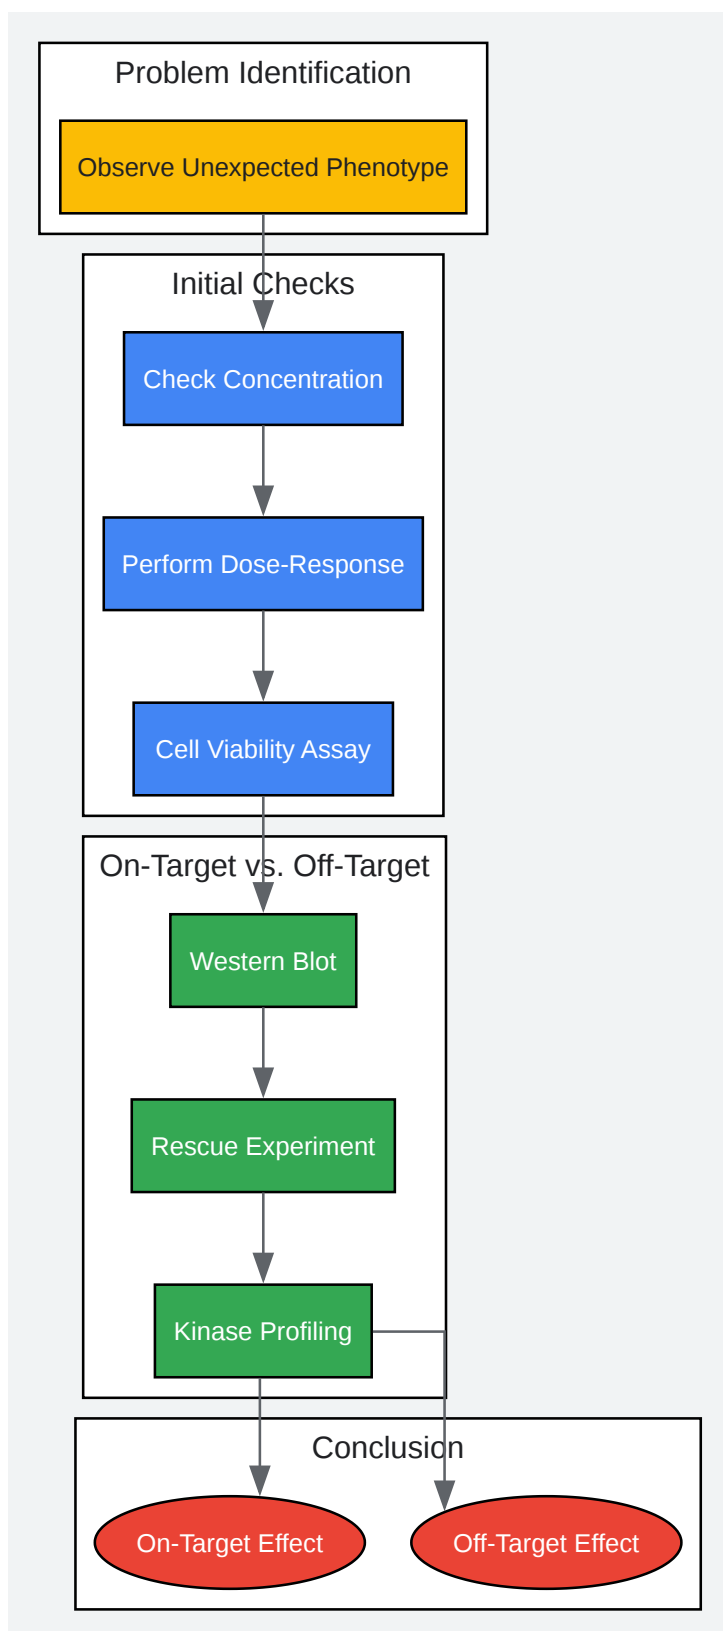 Problem Identification
Observe Unexpected Phenotype
Initial Checks
Check Concentration
Perform Dose-Response
Cell Viability Assay
On-Target vs. Off-Target
Western Blot
Rescue Experiment
Kinase Profiling
Conclusion
On-Target Effect
Off-Target Effect